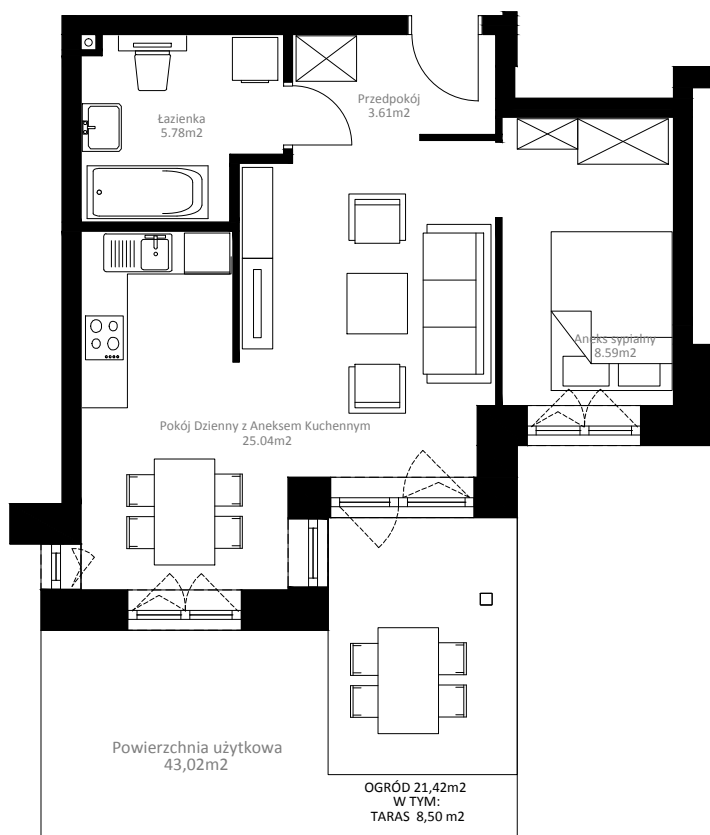 Łazienka
5.78m2
Przedpokój
3.61m2
Aneks sypialny
8.59m2
Pokój Dzienny z Aneksem Kuchennym
25.04m2
Powierzchnia użytkowa
43,02m2
OGRÓD 21,42m2
W TYM:
TARAS 8,50 m2